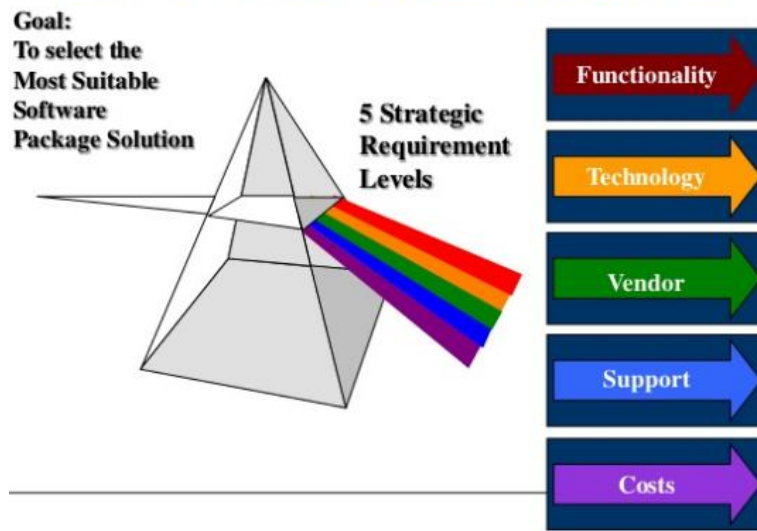 Goal:
To select the
Most Suitable
Software
Package Solution
5 Strategic
Requirement
Levels
Functionality
Technology
Vendor
Support
Costs